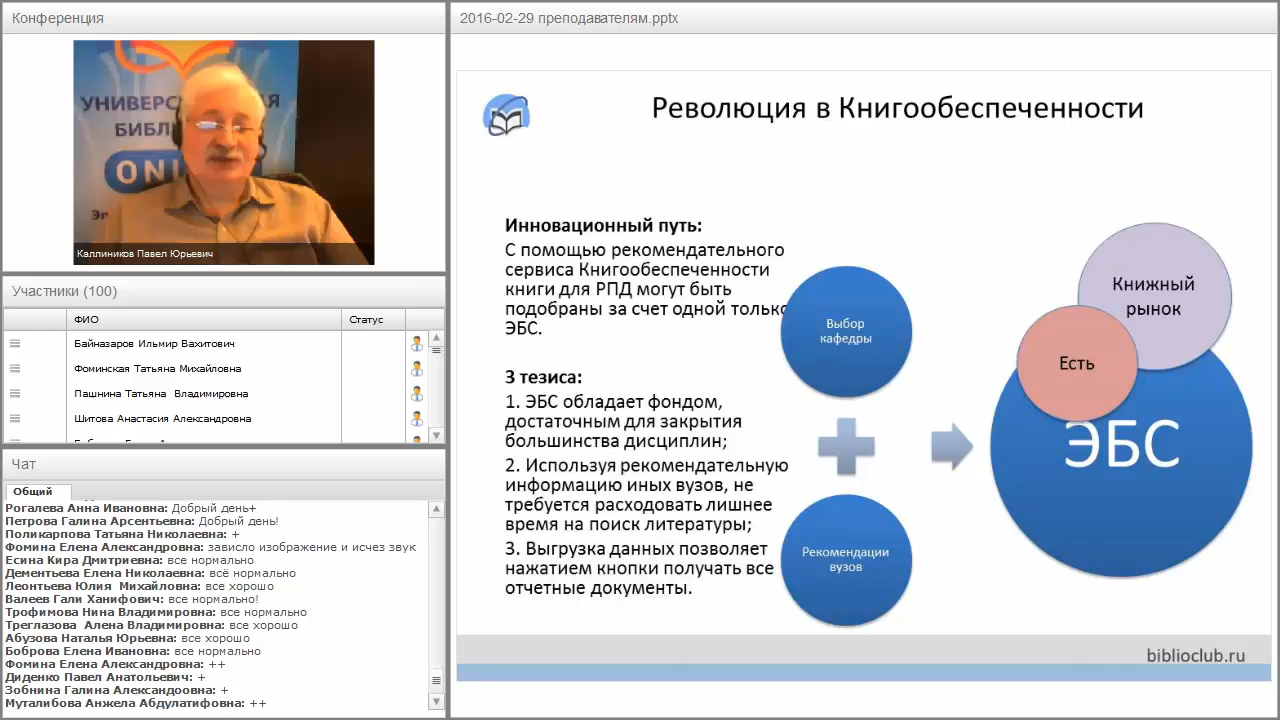 Конференция
УНИВЕРС
АЯ
БИБЛ
ONL
Эл
Каллиников Павел Юрьевич
Участники (100)
ФИО
Статус
Байназаров Ильмир Вахитович
Фоминская Татьяна Михайловна
Пашнина Татьяна Владимировна
Шитова Анастасия Александровна
Чат
Общий
Рогалева Анна Ивановна: Добрый день+
Петрова Галина Арсентьевна: Добрый день!
Поликарпова Татьяна Николаевна: +
Фомина Елена Александровна: зависло изображение и исчез звук
Есина Кира Дмитриевна: все нормально
Дементьева Елена Николаевна: всё нормально
Леонтьева Юлия Михайловна: все хорошо
Валеев Гали Ханифович: все нормально!
Трофимова Нина Владимировна: все нормально
Треглазова Алена Владимировна: все хорошо
Абузова Наталья Юрьевна: все хорошо
Боброва Елена Ивановна: все нормально
Фомина Елена Александровна: ++
Диденко Павел Анатольевич: +
Зобнина Галина Александоовна: +
Муталибова Анжела Абдулатифовна: ++
2016-02-29 преподавателям.pptx
Революция в Книгообеспеченности
Инновационный путь:
С помощью рекомендательного
сервиса Книгообеспеченности
книги для РПД могут быть
подобраны за счет одной только
ЭБС.
3 тезиса:
1. ЭБС обладает фондом,
достаточным для закрытия
большинства дисциплин;
2. Используя рекомендательную
информацию иных вузов, не
требуется расходовать лишнее
время на поиск литературы;
3. Выгрузка данных позволяет
нажатием кнопки получать все
отчетные документы.
Выбор
кафедры
Рекомендации
вузов
Книжный
рынок
Есть
ЭБС
biblioclub.ru